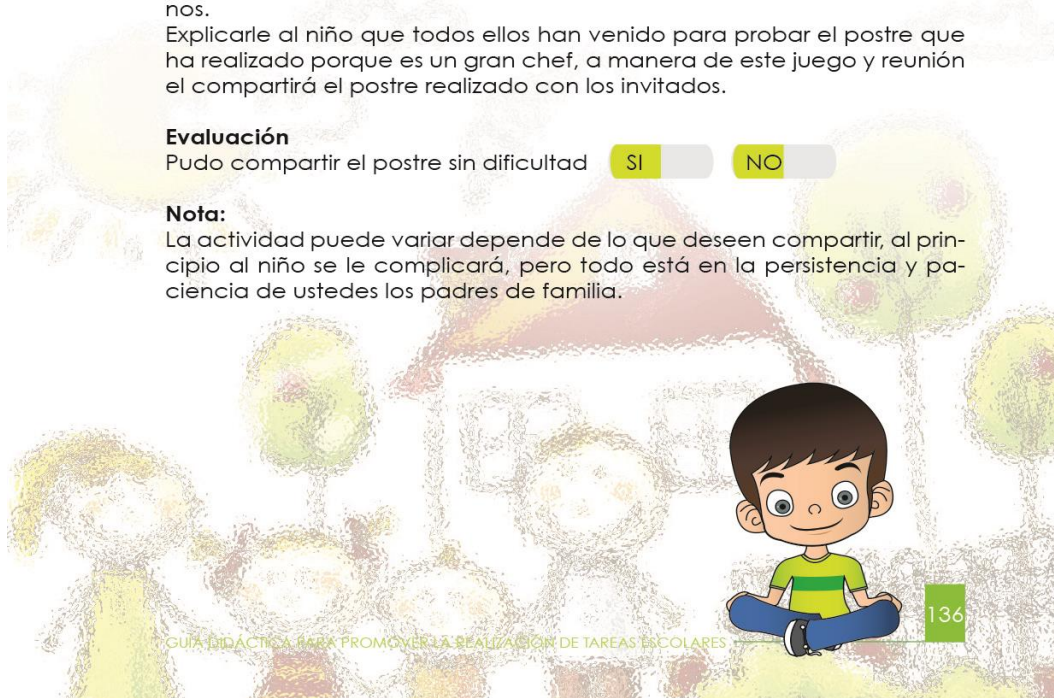 nos.
Explicarle al niño que todos ellos han venido para probar el postre que
ha realizado porque es un gran chef, a manera de este juego y reunión
el compartirá el postre realizado con los invitados.
Evaluación
Pudo compartir el postre sin dificultad SI NO
Nota:
La actividad puede variar depende de lo que deseen compartir, al prin-
cipio al niño se le complicará, pero todo está en la persistencia y pa-
ciencia de ustedes los padres de familia.
136
GUÍA DIDÁCTICA PARA PROMOVER LA REALIZACIÓN DE TAREAS ESCOLARES